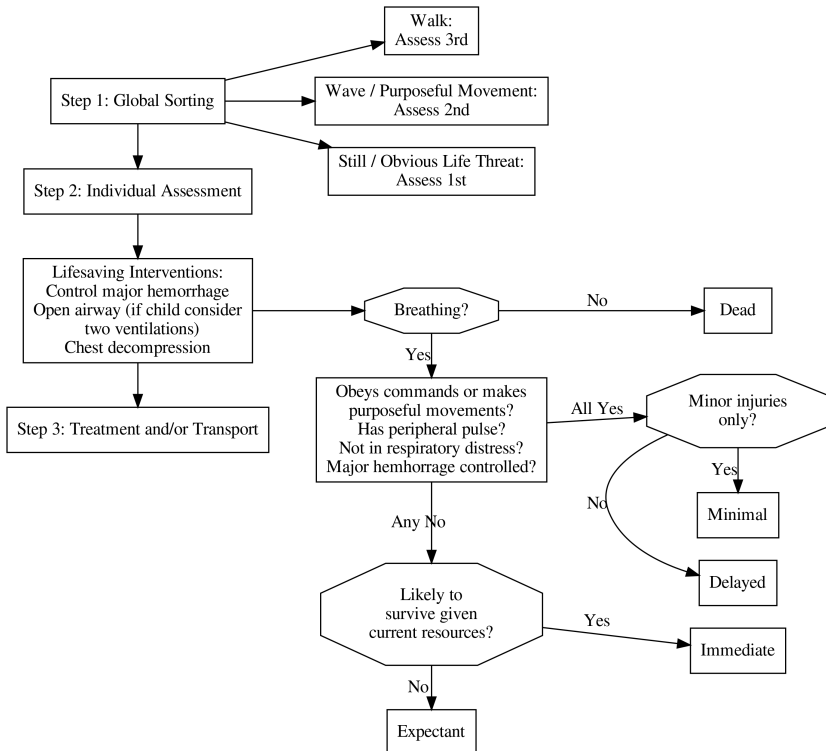 Walk:
Assess 3rd
Step 1: Global Sorting
Wave / Purposeful Movement:
Assess 2nd
Still / Obvious Life Threat:
Assess 1st
Step 2: Individual Assessment
Lifesaving Interventions:
Control major hemorrhage
Open airway (if child consider
two ventilations)
Chest decompression
Breathing?
No
Dead
Yes
Step 3: Treatment and/or Transport
Obeys commands or makes
purposeful movements?
Has peripheral pulse?
Not in respiratory distress?
Major hemhorrage controlled?
All Yes
Minor injuries
only?
Yes
Minimal
No
Delayed
Any No
Likely to
survive given
current resources?
Yes
Immediate
No
Expectant